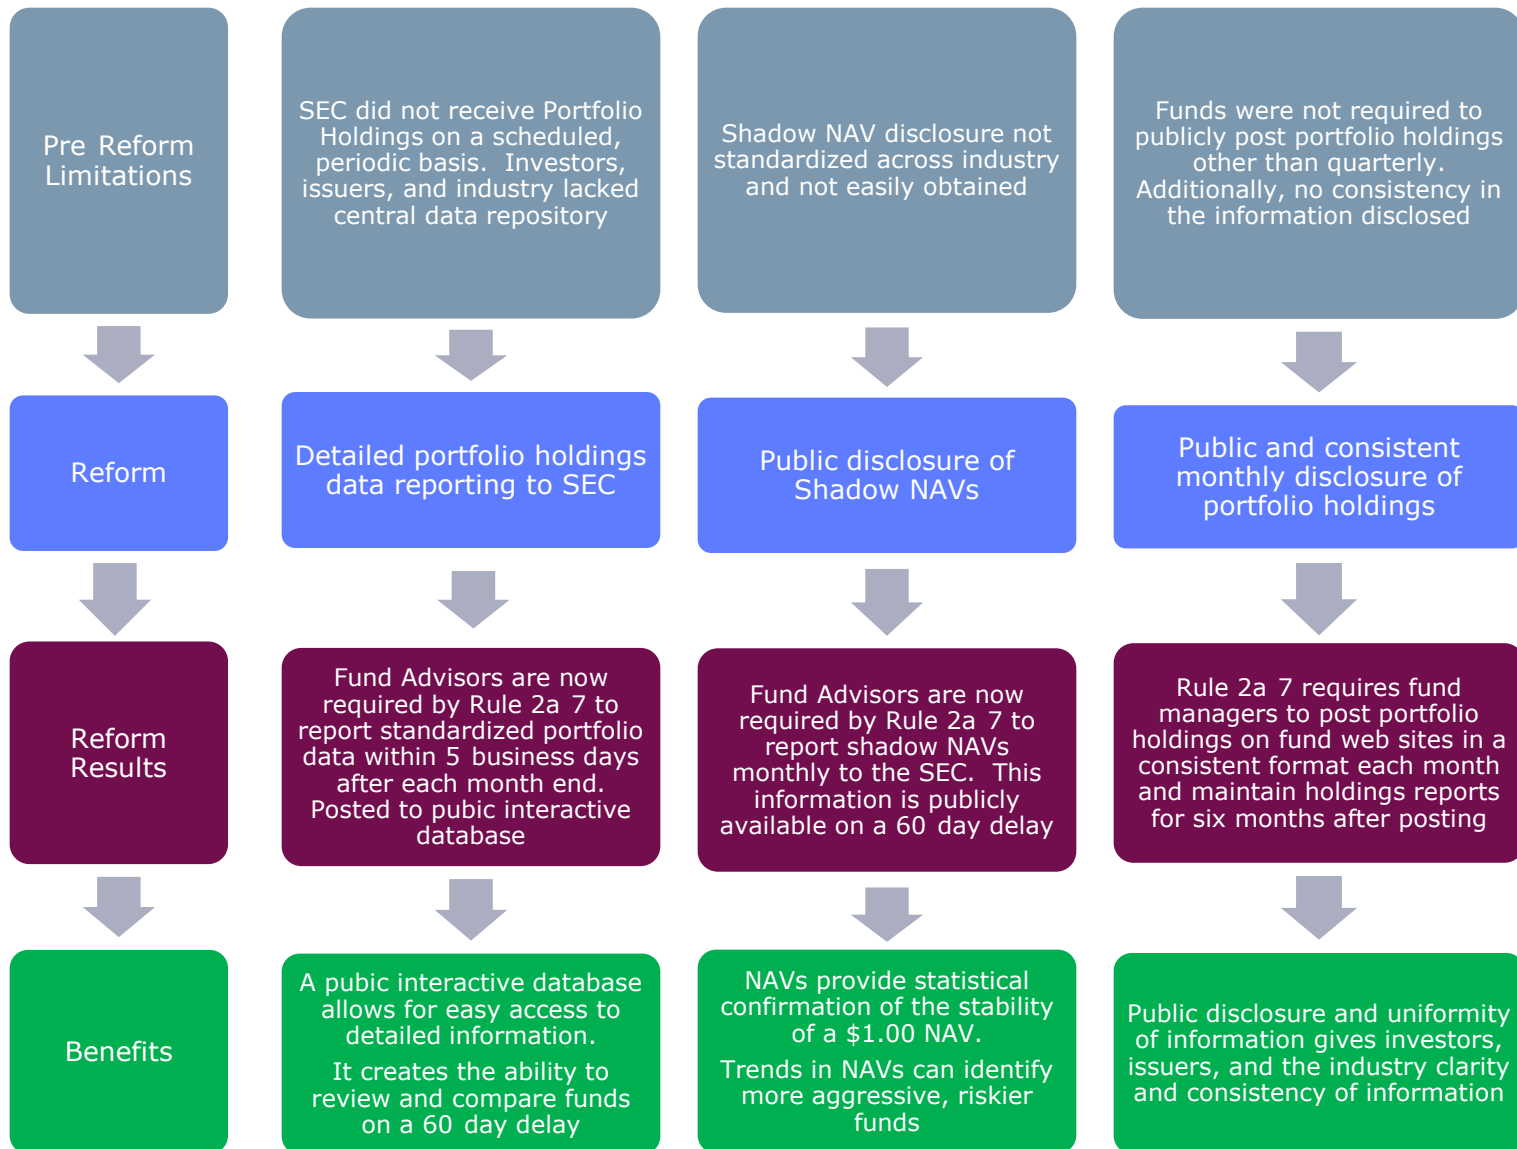 Pre Reform
Limitations
SEC did not receive Portfolio
Holdings on a scheduled,
periodic basis.  Investors,
issuers, and industry lacked
central data repository
Shadow NAV disclosure not
standardized across industry
and not easily obtained
Funds were not required to
publicly post portfolio holdings
other than quarterly.
Additionally, no consistency in
the information disclosed
Reform
Detailed portfolio holdings
data reporting to SEC
Public disclosure of
Shadow NAVs
Public and consistent
monthly disclosure of
portfolio holdings
Reform
Results
Fund Advisors are now
required by Rule 2a 7 to
report standardized portfolio
data within 5 business days
after each month end.
Posted to pubic interactive
database
Fund Advisors are now
required by Rule 2a 7 to
report shadow NAVs
monthly to the SEC.  This
information is publicly
available on a 60 day delay
Rule 2a 7 requires fund
managers to post portfolio
holdings on fund web sites in a
consistent format each month
and maintain holdings reports
for six months after posting
Benefits
A pubic interactive database
allows for easy access to
detailed information.
It creates the ability to
review and compare funds
on a 60 day delay
NAVs provide statistical
confirmation of the stability
of a $1.00 NAV.
Trends in NAVs can identify
more aggressive, riskier
funds
Public disclosure and uniformity
of information gives investors,
issuers, and the industry clarity
and consistency of information